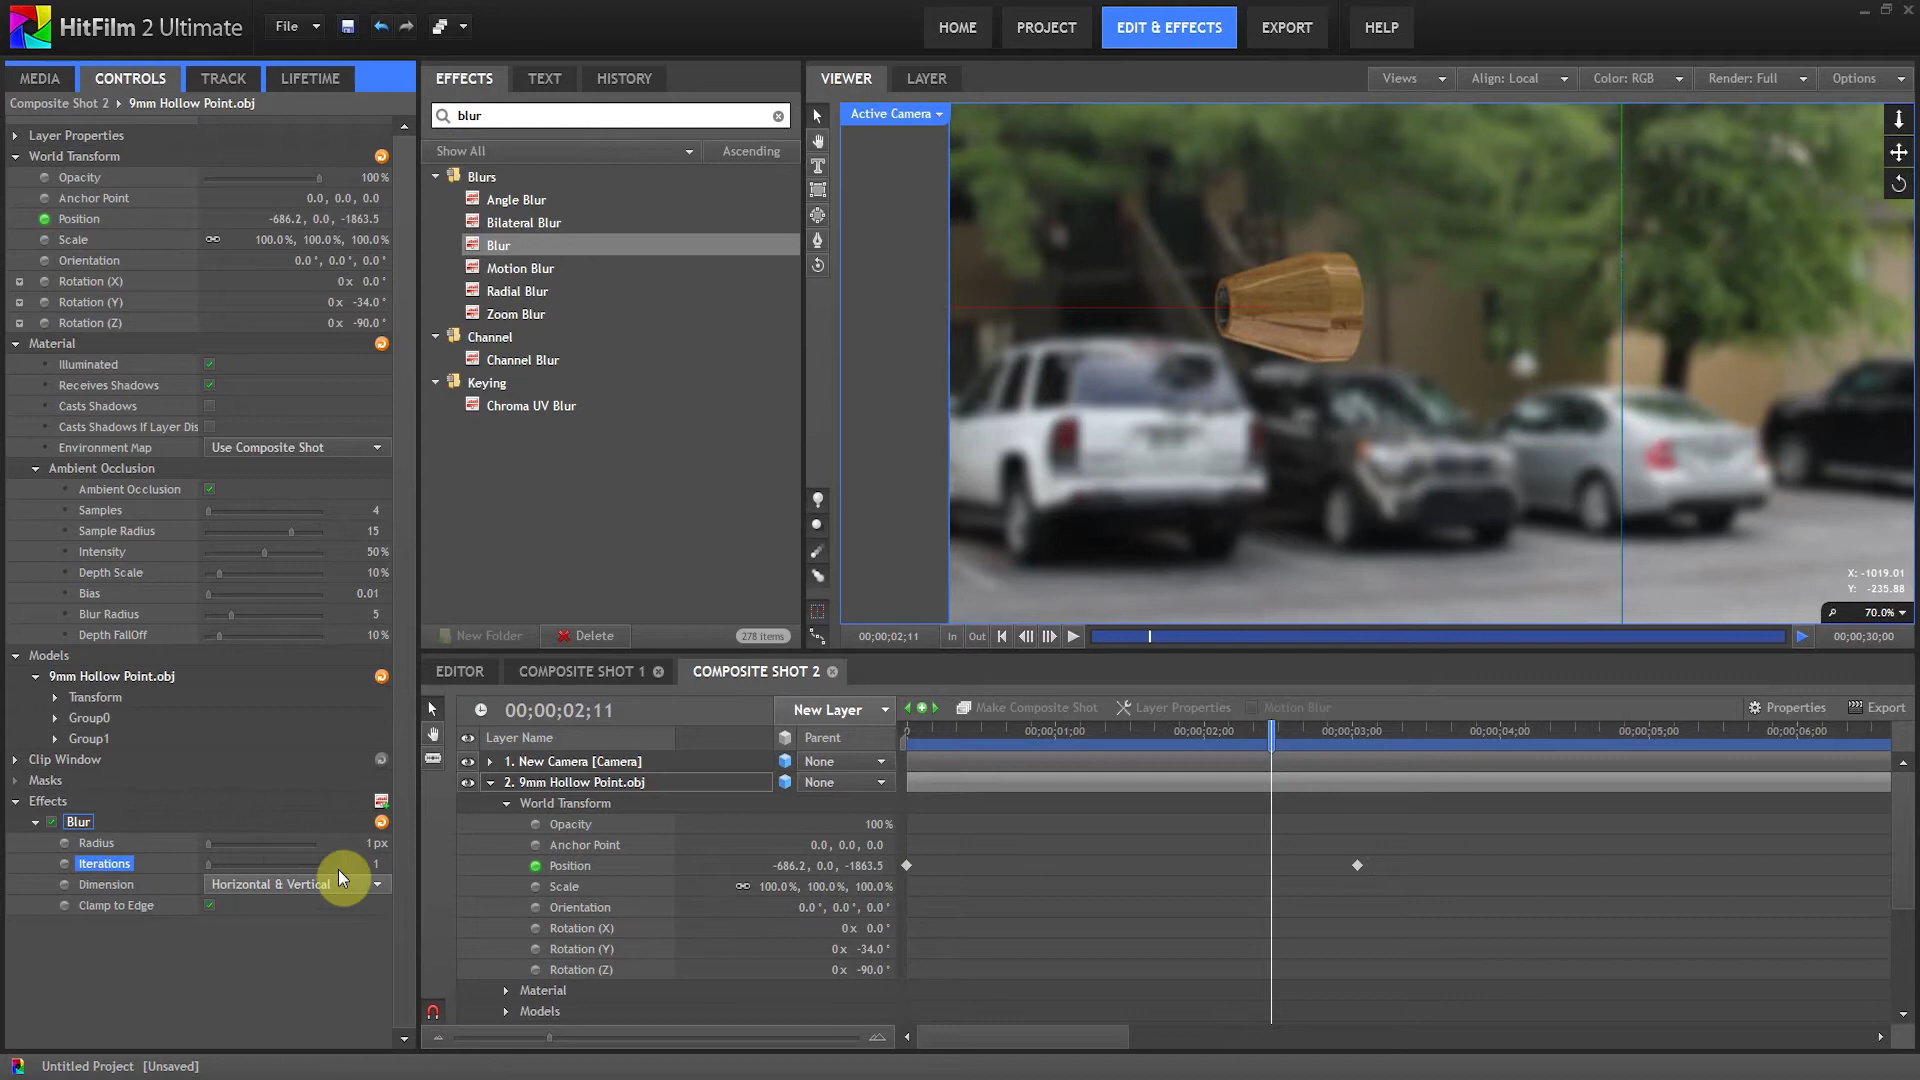 HitFilm 2 Ultimate
File
HOME
PROJECT
EDIT & EFFECTS
EXPORT
HELP
MEDIA
CONTROLS
TRACK
LIFETIME
Composite Shot 2 9mm Hollow Point.obj
Layer Properties
World Transform
Opacity 100%
Anchor Point 0.0, 0.0, 0.0
Position -686.2, 0.0, -1863.5
Scale 100.0%, 100.0%, 100.0%
Orientation 0.0°, 0.0°, 0.0°
Rotation (X) 0x 0.0°
Rotation (Y) 0x -34.0°
Rotation (Z) 0x -90.0°
Material
Illuminated
Receives Shadows
Casts Shadows
Casts Shadows If Layer Dis
Environment Map Use Composite Shot
Ambient Occlusion
Ambient Occlusion
Samples 4
Sample Radius 15
Intensity 50%
Depth Scale 10%
Bias 0.01
Blur Radius 5
Depth FallOff 10%
Models
9mm Hollow Point.obj
Transform
Group0
Group1
Clip Window
Masks
Effects
Blur
Radius 1px
Iterations 1
Dimension Horizontal & Vertical
Clamp to Edge
EFFECTS
TEXT
HISTORY
blur
Show All
Ascending
Blurs
Angle Blur
Bilateral Blur
Blur
Motion Blur
Radial Blur
Zoom Blur
Channel
Channel Blur
Keying
Chroma UV Blur
New Folder
Delete
278 items
VIEWER
LAYER
Views
Align: Local
Color: RGB
Render: Full
Options
Active Camera
X: -1019.01
Y: -235.88
70.0%
00;00;02;11
In
Out
00;00;30;00
EDITOR
COMPOSITE SHOT 1
COMPOSITE SHOT 2
00;00;02;11
New Layer
Make Composite Shot
Layer Properties
Motion Blur
Properties
Export
Layer Name
Parent
0
00;00;01;00
00;00;02;00
00;00;03;00
00;00;04;00
00;00;05;00
00;00;06;00
1. New Camera [Camera] None
2. 9mm Hollow Point.obj None
World Transform
Opacity 100%
Anchor Point 0.0, 0.0, 0.0
Position -686.2, 0.0, -1863.5
Scale 100.0%, 100.0%, 100.0%
Orientation 0.0°, 0.0°, 0.0°
Rotation (X) 0x 0.0°
Rotation (Y) 0x -34.0°
Rotation (Z) 0x -90.0°
Material
Models
Untitled Project [Unsaved]